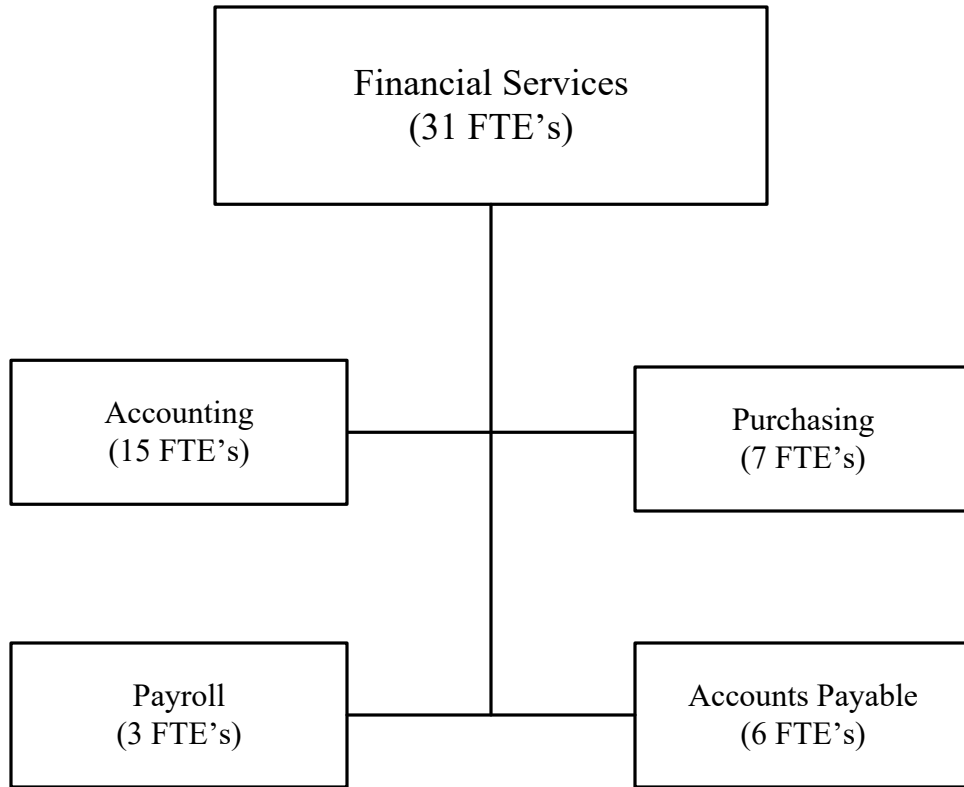 Financial Services
(31 FTE’s)
Accounting
(15 FTE’s)
Purchasing
(7 FTE’s)
Payroll
(3 FTE’s)
Accounts Payable
(6 FTE’s)